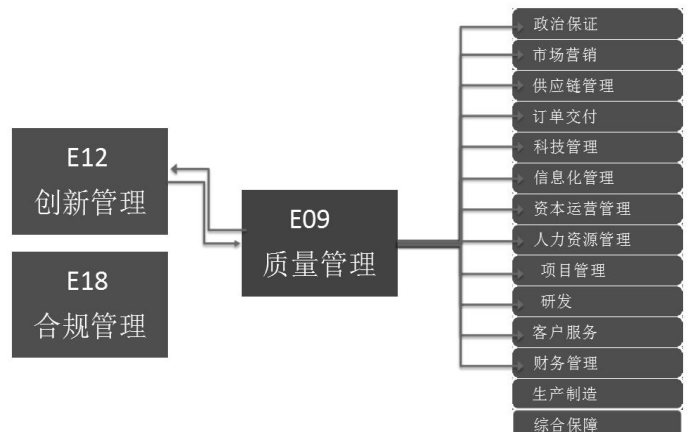 E12
创新管理
E18
合规管理
E09
质量管理
政治保证
市场营销
供应链管理
订单交付
科技管理
信息化管理
资本运营管理
人力资源管理
项目管理
研发
客户服务
财务管理
生产制造
综合保障